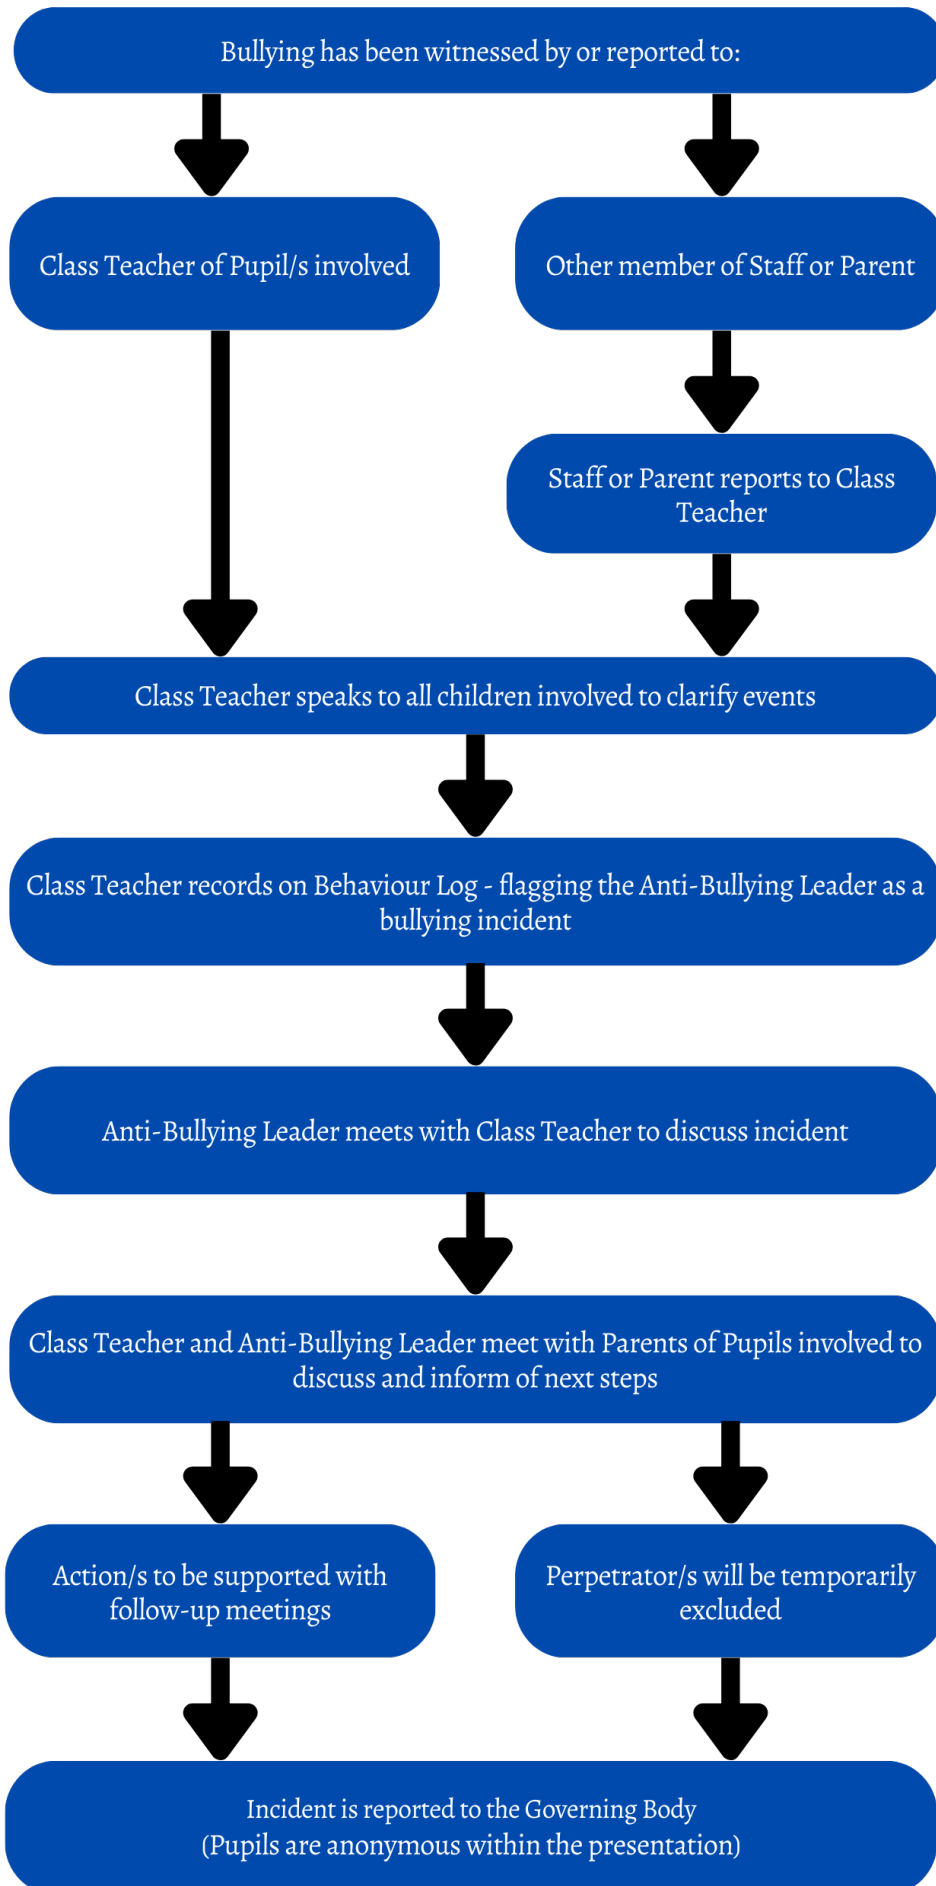 Bullying has been witnessed by or reported to:
Class Teacher of Pupil/s involved
Other member of Staff or Parent
Staff or Parent reports to Class
Teacher
Class Teacher speaks to all children involved to clarify events
Class Teacher records on Behaviour Log - flagging the Anti-Bullying Leader as a
bullying incident
Anti-Bullying Leader meets with Class Teacher to discuss incident
Class Teacher and Anti-Bullying Leader meet with Parents of Pupils involved to
discuss and inform of next steps
Action/s to be supported with
follow-up meetings
Perpetrator/s will be temporarily
excluded
Incident is reported to the Governing Body
(Pupils are anonymous within the presentation)